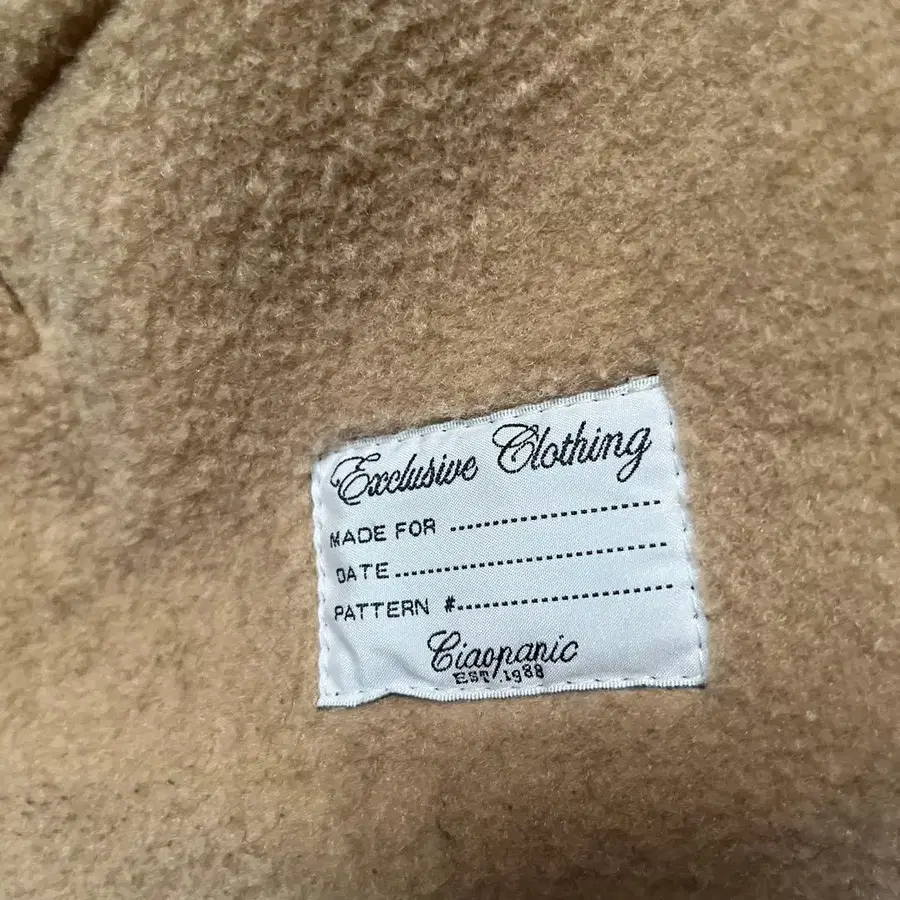 Exclusive Clothing
MADE FOR ........................
DATE ..............................
PATTERN #........................
Ciaopanic
EST.1988